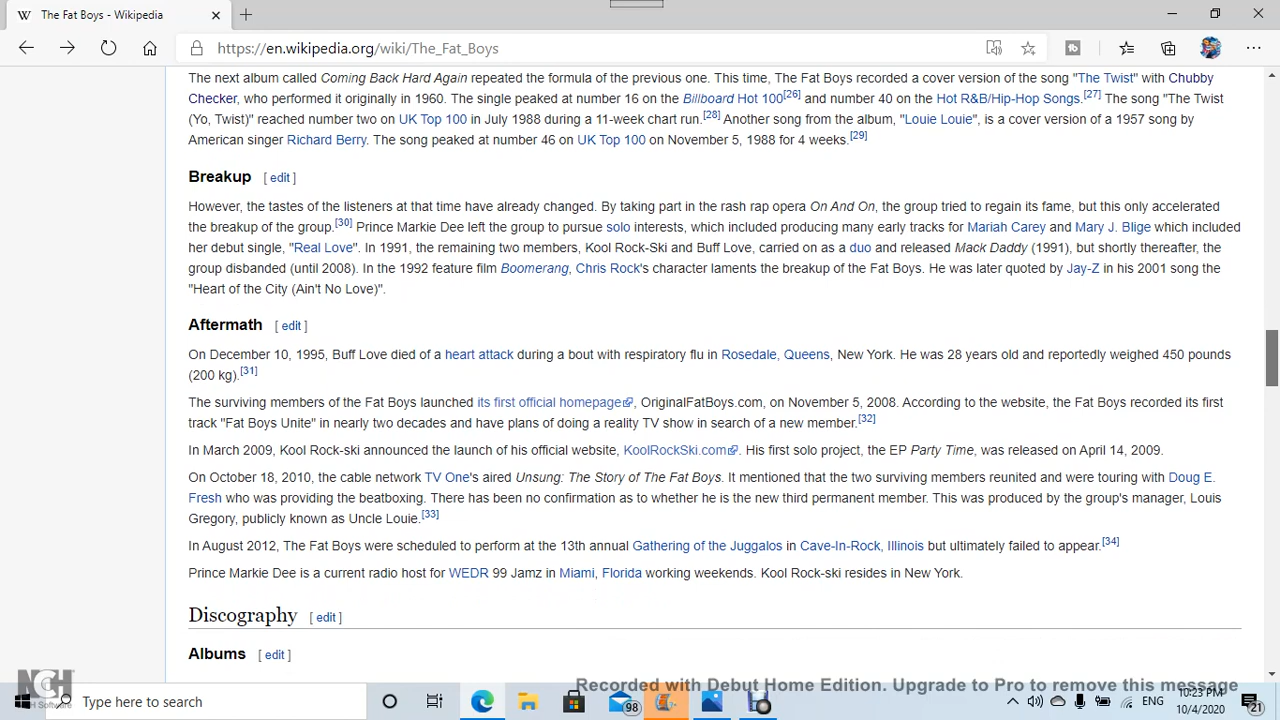 The Fat Boys - Wikipedia
https://en.wikipedia.org/wiki/The_Fat_Boys
The next album called Coming Back Hard Again repeated the formula of the previous one. This time, The Fat Boys recorded a cover version of the song "The Twist" with Chubby
Checker, who performed it originally in 1960. The single peaked at number 16 on the Billboard Hot 100[26] and number 40 on the Hot R&B/Hip-Hop Songs.[27] The song "The Twist
(Yo, Twist)" reached number two on UK Top 100 in July 1988 during a 11-week chart run.[28] Another song from the album, "Louie Louie", is a cover version of a 1957 song by
American singer Richard Berry. The song peaked at number 46 on UK Top 100 on November 5, 1988 for 4 weeks.[29]
Breakup [ edit ]
However, the tastes of the listeners at that time have already changed. By taking part in the rash rap opera On And On, the group tried to regain its fame, but this only accelerated
the breakup of the group.[30] Prince Markie Dee left the group to pursue solo interests, which included producing many early tracks for Mariah Carey and Mary J. Blige which included
her debut single, "Real Love". In 1991, the remaining two members, Kool Rock-Ski and Buff Love, carried on as a duo and released Mack Daddy (1991), but shortly thereafter, the
group disbanded (until 2008). In the 1992 feature film Boomerang, Chris Rock's character laments the breakup of the Fat Boys. He was later quoted by Jay-Z in his 2001 song the
"Heart of the City (Ain't No Love)".
Aftermath [ edit ]
On December 10, 1995, Buff Love died of a heart attack during a bout with respiratory flu in Rosedale, Queens, New York. He was 28 years old and reportedly weighed 450 pounds
(200 kg).[31]
The surviving members of the Fat Boys launched its first official homepage, OriginalFatBoys.com, on November 5, 2008. According to the website, the Fat Boys recorded its first
track "Fat Boys Unite" in nearly two decades and have plans of doing a reality TV show in search of a new member.[32]
In March 2009, Kool Rock-ski announced the launch of his official website, KoolRockSki.com. His first solo project, the EP Party Time, was released on April 14, 2009.
On October 18, 2010, the cable network TV One's aired Unsung: The Story of The Fat Boys. It mentioned that the two surviving members reunited and were touring with Doug E.
Fresh who was providing the beatboxing. There has been no confirmation as to whether he is the new third permanent member. This was produced by the group's manager, Louis
Gregory, publicly known as Uncle Louie.[33]
In August 2012, The Fat Boys were scheduled to perform at the 13th annual Gathering of the Juggalos in Cave-In-Rock, Illinois but ultimately failed to appear.[34]
Prince Markie Dee is a current radio host for WEDR 99 Jamz in Miami, Florida working weekends. Kool Rock-ski resides in New York.
Discography [ edit ]
Albums [ edit ]
NCH
NCH Software
Recorded with Debut Home Edition. Upgrade to Pro to remove this message
Type here to search
98
ENG
10:23 PM
10/4/2020
21